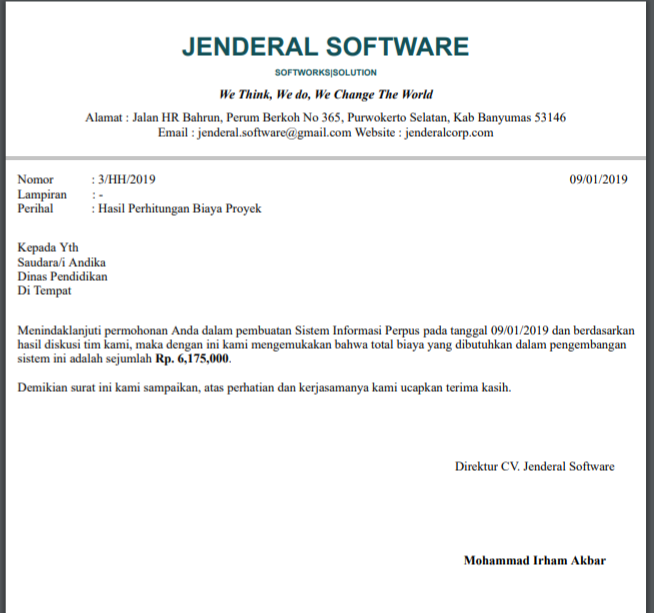 JENDERAL SOFTWARE
SOFTWORKS|SOLUTION
We Think, We do, We Change The World
Alamat : Jalan HR Bahrun, Perum Berkoh No 365, Purwokerto Selatan, Kab Banyumas 53146
Email : jenderal.software@gmail.com Website : jenderalcorp.com
Nomor : 3/HH/2019 09/01/2019
Lampiran : -
Perihal : Hasil Perhitungan Biaya Proyek
Kepada Yth
Saudara/i Andika
Dinas Pendidikan
Di Tempat
Menindaklanjuti permohonan Anda dalam pembuatan Sistem Informasi Perpus pada tanggal 09/01/2019 dan berdasarkan
hasil diskusi tim kami, maka dengan ini kami mengemukakan bahwa total biaya yang dibutuhkan dalam pengembangan
sistem ini adalah sejumlah Rp. 6,175,000.
Demikian surat ini kami sampaikan, atas perhatian dan kerjasamanya kami ucapkan terima kasih.
Direktur CV. Jenderal Software
Mohammad Irham Akbar